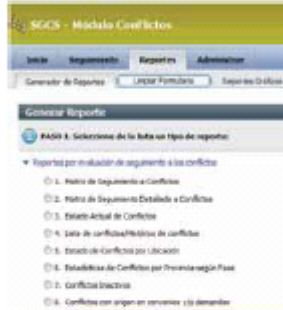 SGCS - Módulo Conflictos
Inicio Seguimiento Reportes Administrar
Generador de Reportes Limpiar Formulario Reportes Gráficos
Generar Reporte
PASO 1. Seleccione de la lista un tipo de reporte:
Reportes por evaluación de seguimiento a los conflictos
1. Matriz de Seguimiento a Conflictos
2. Matriz de Seguimiento Detallado a Conflictos
3. Estado Actual de Conflictos
4. Lista de conflictos/Histórico de conflictos
5. Estado de Conflictos por Ubicación
6. Estadísticas de Conflictos por Provincia según Fase
7. Conflictos Inactivos
8. Conflictos con origen en convenios y/o demandas